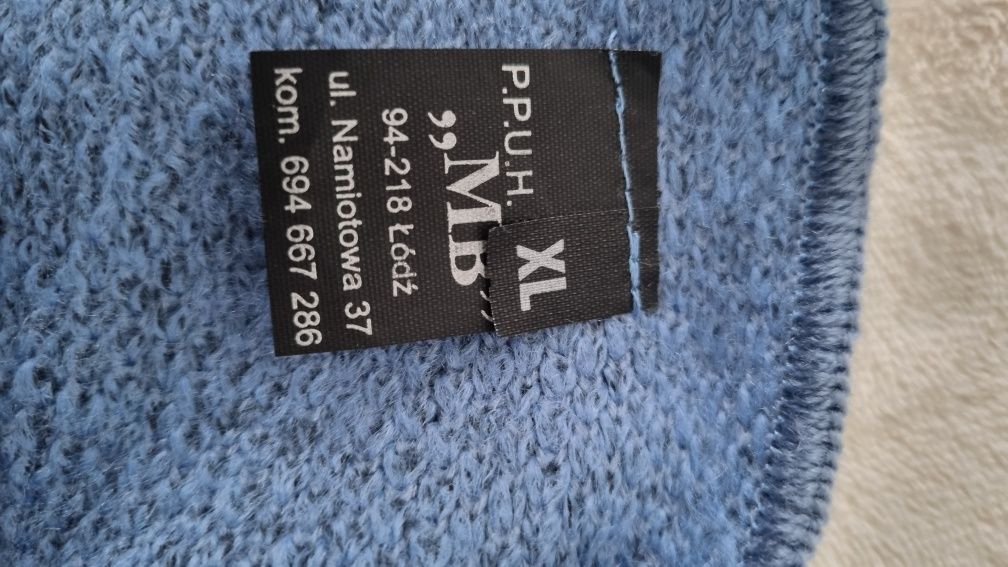 P.P.U.H.
„MB„
94-218 Łódź
ul. Namiotowa 37
kom. 694 667 286
XL